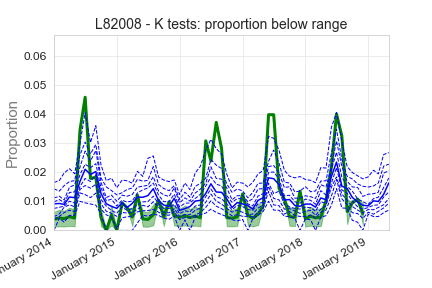 L82008 - K tests: proportion below range
Proportion
0.06
0.05
0.04
0.03
0.02
0.01
0.00
January 2015
January 2016
January 2017
January 2018
January 2019
2014